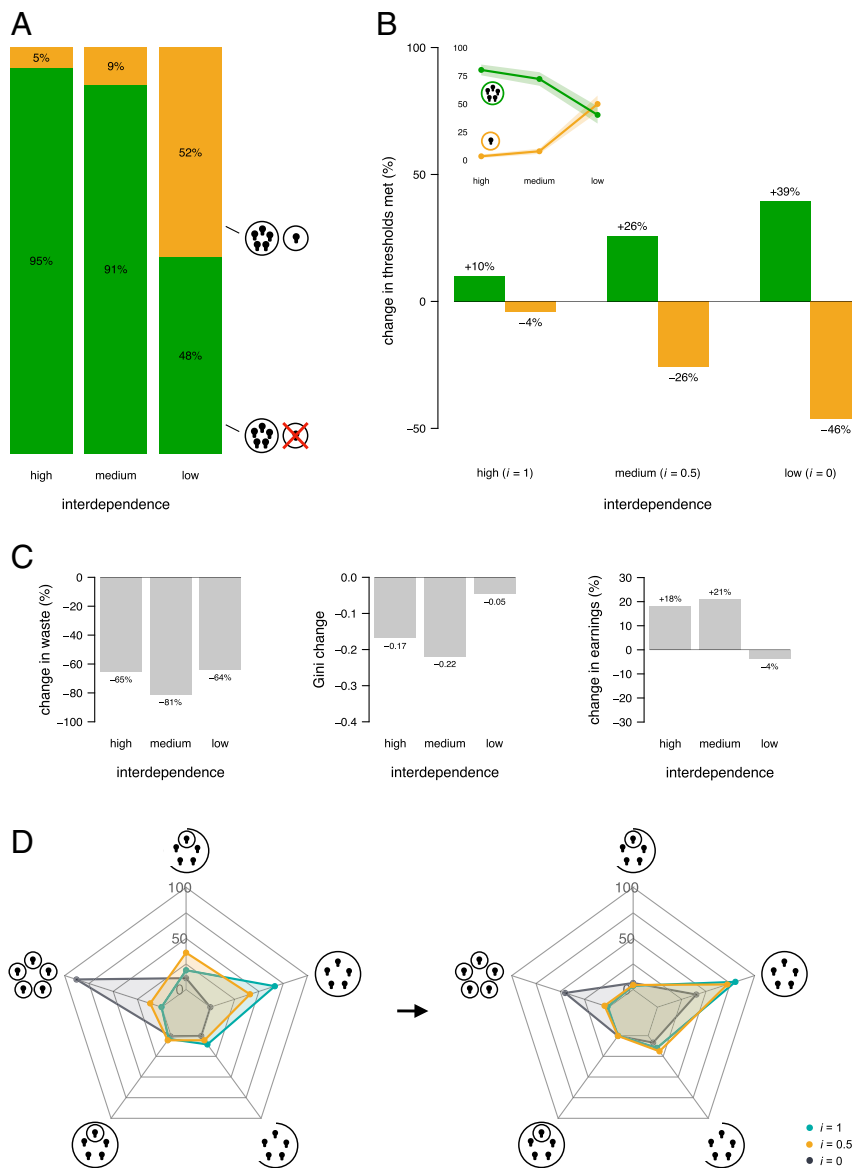 A
5%
9%
52%
95%
91%
48%
high
medium
low
interdependence
B
change in thresholds met (%)
100
50
0
−50
100
75
50
25
0
high
medium
low
+10%
−4%
+26%
−26%
+39%
−46%
high (i = 1)
medium (i = 0.5)
low (i = 0)
interdependence
C
change in waste (%)
0
−20
−40
−60
−80
−100
−65%
−81%
−64%
high
medium
low
interdependence
Gini change
0.0
−0.1
−0.2
−0.3
−0.4
−0.17
−0.22
−0.05
high
medium
low
interdependence
change in earnings (%)
30
20
10
0
−10
−20
−30
+18%
+21%
−4%
high
medium
low
interdependence
D
100
50
0
100
50
0
i = 1
i = 0.5
i = 0